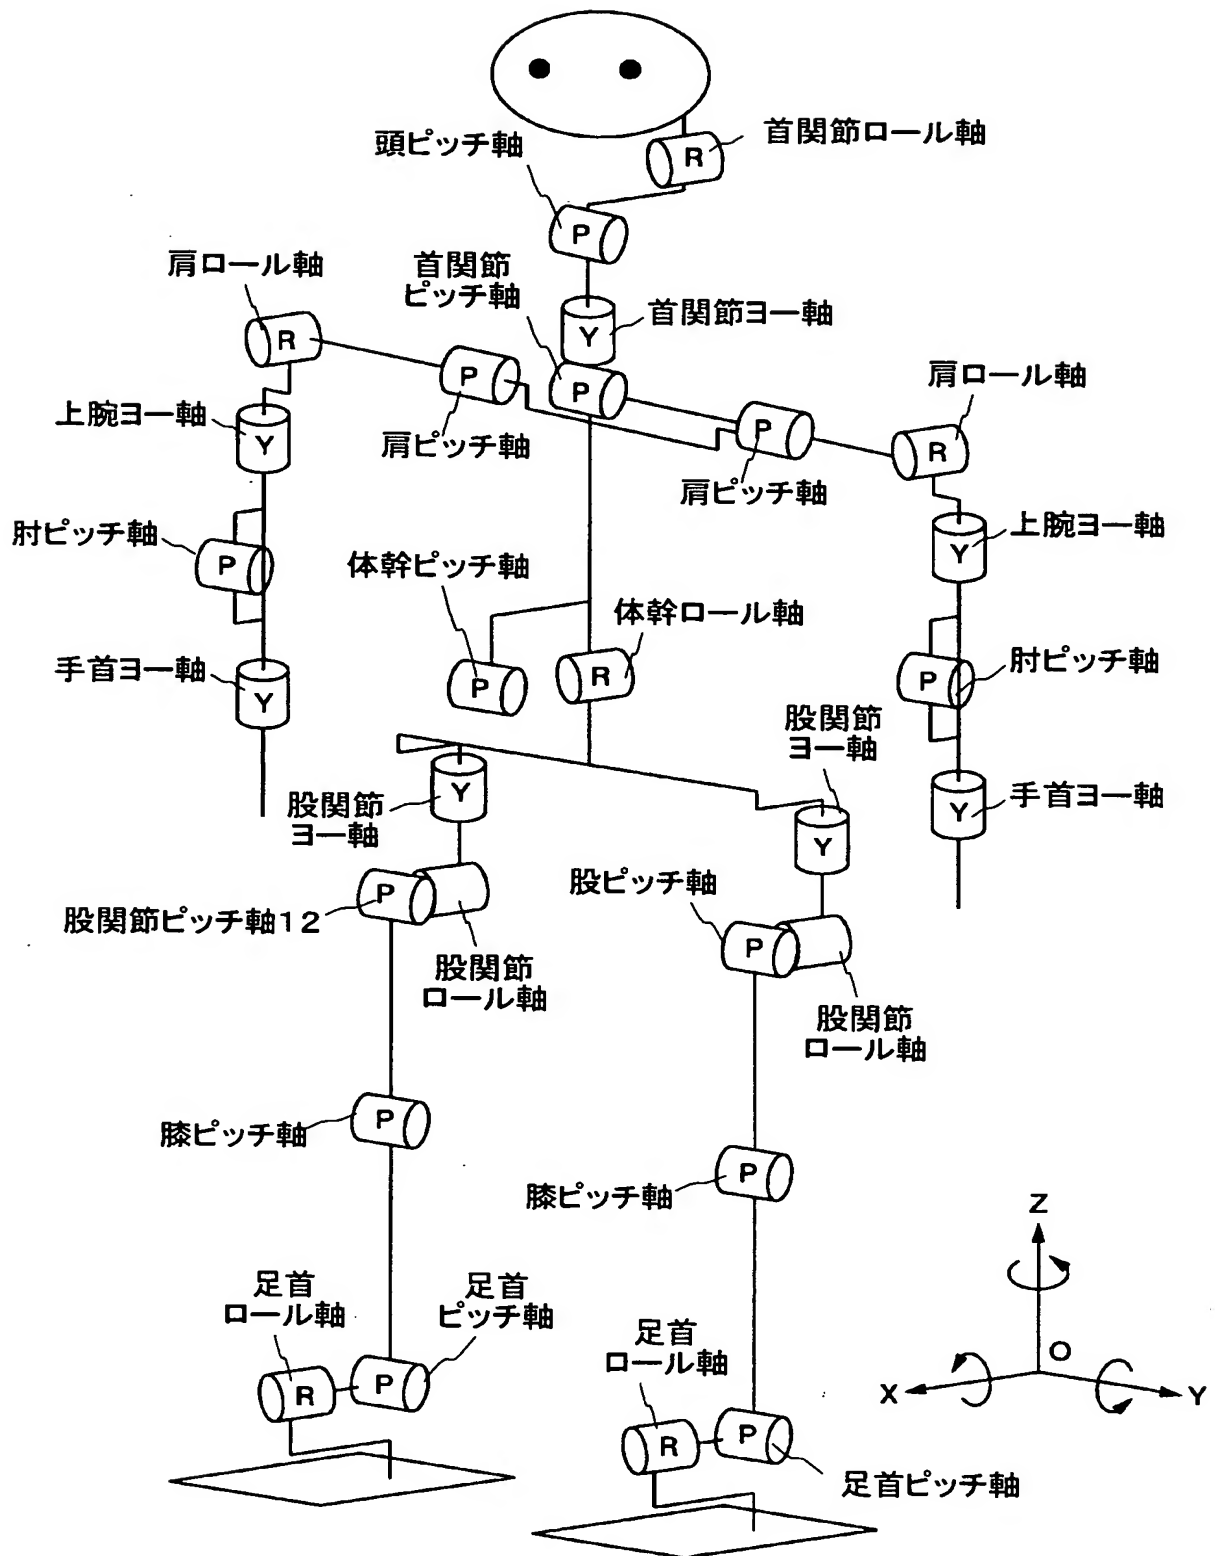 首関節ロール軸
頭ピッチ軸
R
P
肩ロール軸
首関節
ピッチ軸
首関節ヨー軸
Y
R
P
P
肩ロール軸
上腕ヨー軸
Y
肩ピッチ軸
P
R
肩ピッチ軸
肘ピッチ軸
P
上腕ヨー軸
Y
体幹ピッチ軸
体幹ロール軸
手首ヨー軸
Y
P
R
肘ピッチ軸
P
股関節
ヨー軸
股関節
ヨー軸
Y
手首ヨー軸
Y
Y
股ピッチ軸
P
股関節ピッチ軸12
股関節
ロール軸
P
股関節
ロール軸
膝ピッチ軸
P
膝ピッチ軸
P
Z
O
X
Y
足首
ロール軸
足首
ピッチ軸
R
P
足首
ロール軸
R
P
足首ピッチ軸